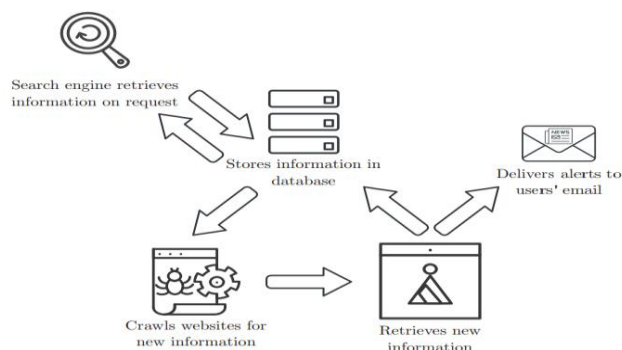 Search engine retrieves
information on request
NEWS
Stores information in
database
Delivers alerts to
users' email
Crawls websites for
new information
Retrieves new
information